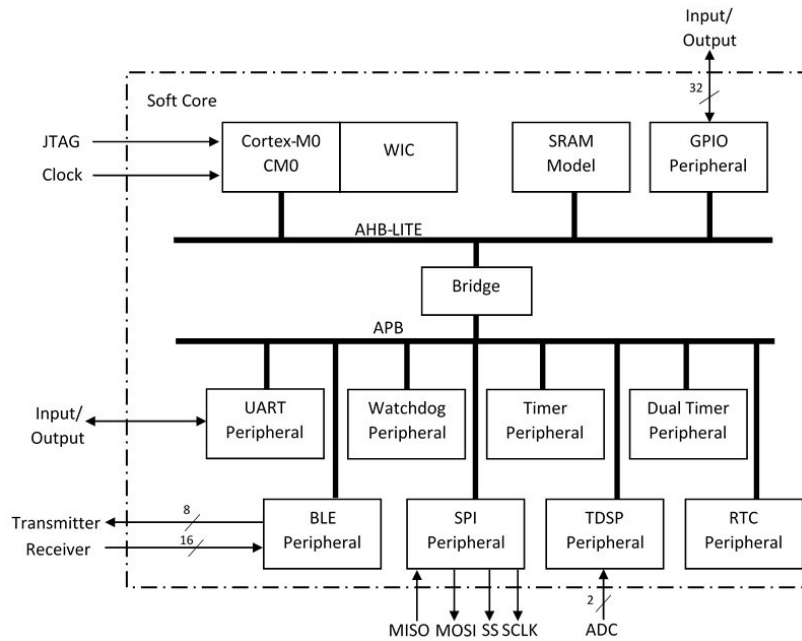 Input/
Output
32
Soft Core
JTAG
Clock
Cortex-M0
CM0
WIC
SRAM
Model
GPIO
Peripheral
AHB-LITE
Bridge
APB
Input/
Output
UART
Peripheral
Watchdog
Peripheral
Timer
Peripheral
Dual Timer
Peripheral
Transmitter
8
Receiver
16
BLE
Peripheral
SPI
Peripheral
TDSP
Peripheral
RTC
Peripheral
2
MISO
MOSI
SS
SCLK
ADC